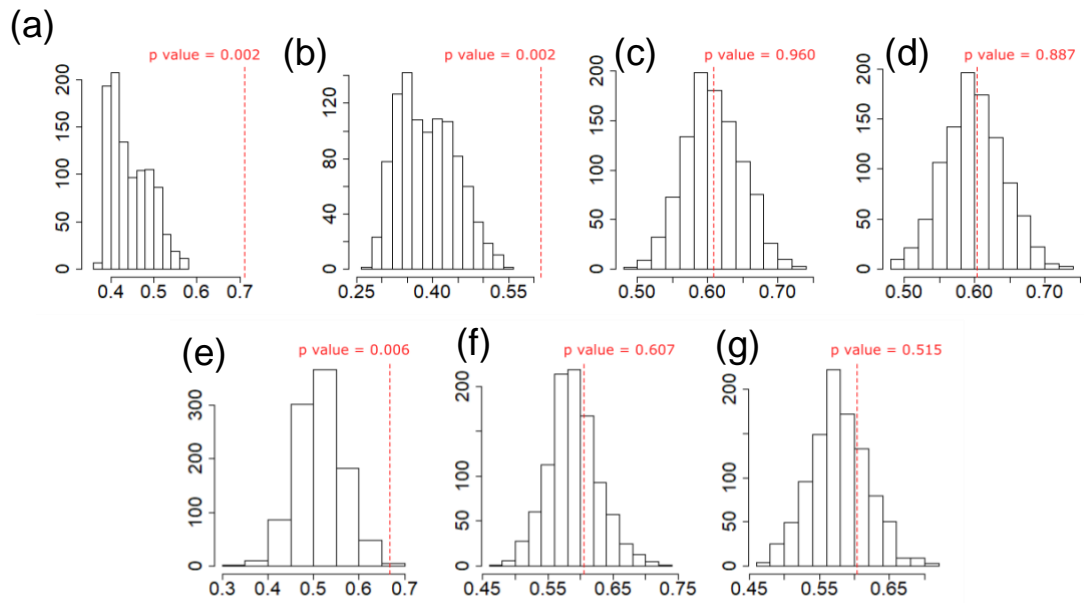 (a)
p value = 0.002
200
150
100
50
0
0.4 0.5 0.6 0.7
(b)
p value = 0.002
120
80
40
0
0.25 0.40 0.55
(c)
p value = 0.960
200
150
100
50
0
0.50 0.60 0.70
(d)
p value = 0.887
200
150
100
50
0
0.50 0.60 0.70
(e)
p value = 0.006
300
200
100
0
0.3 0.4 0.5 0.6 0.7
(f)
p value = 0.607
200
150
100
50
0
0.45 0.55 0.65 0.75
(g)
p value = 0.515
200
150
100
50
0
0.45 0.55 0.65